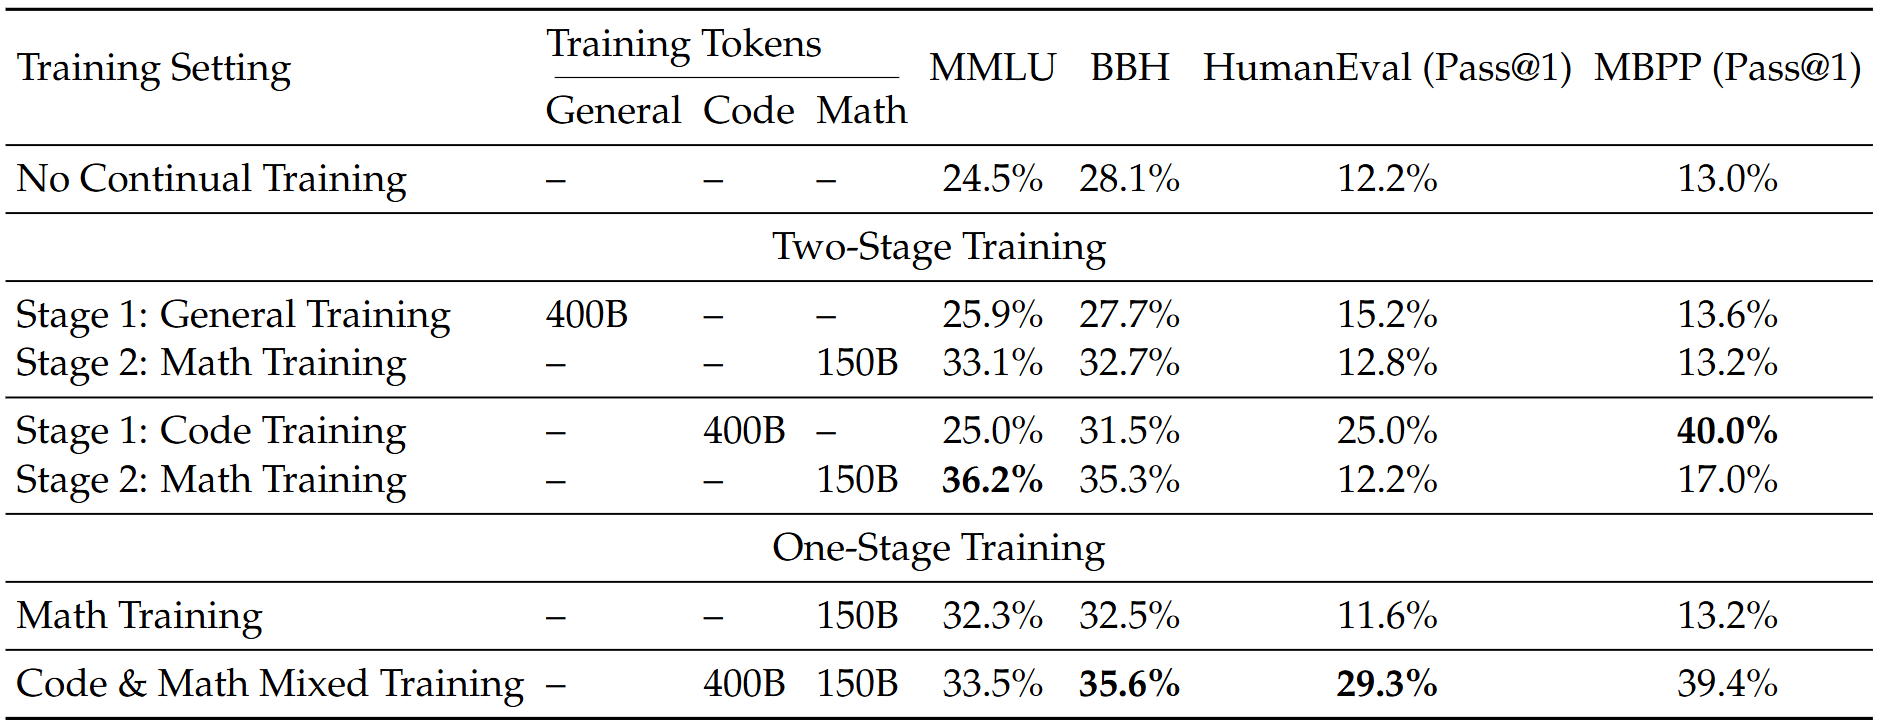 Training Setting Training Tokens MMLU BBH HumanEval (Pass@1) MBPP (Pass@1)
General Code Math
No Continual Training – – – 24.5% 28.1% 12.2% 13.0%
Two-Stage Training
Stage 1: General Training 400B – – 25.9% 27.7% 15.2% 13.6%
Stage 2: Math Training – – 150B 33.1% 32.7% 12.8% 13.2%
Stage 1: Code Training – 400B – 25.0% 31.5% 25.0% 40.0%
Stage 2: Math Training – – 150B 36.2% 35.3% 12.2% 17.0%
One-Stage Training
Math Training – – 150B 32.3% 32.5% 11.6% 13.2%
Code & Math Mixed Training – 400B 150B 33.5% 35.6% 29.3% 39.4%